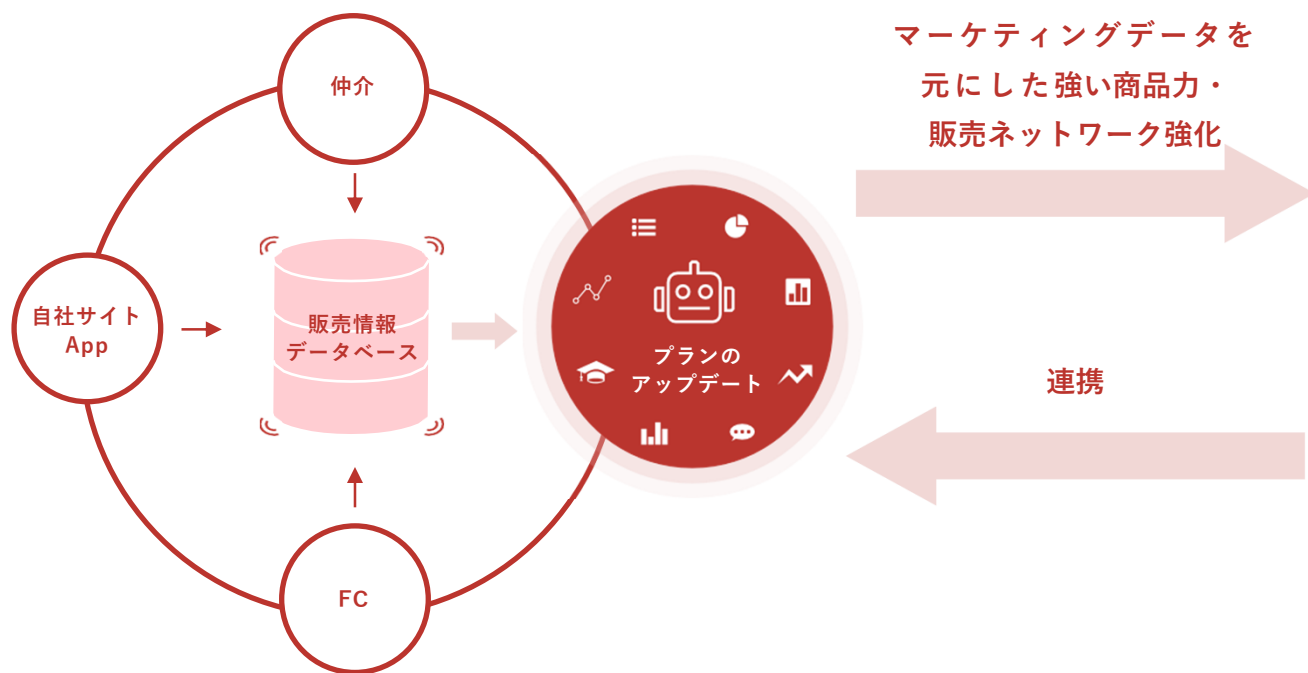 仲介
自社サイト
App
販売情報
データベース
FC
プランの
アップデート
マーケティングデータを
元にした強い商品力・
販売ネットワーク強化
連携